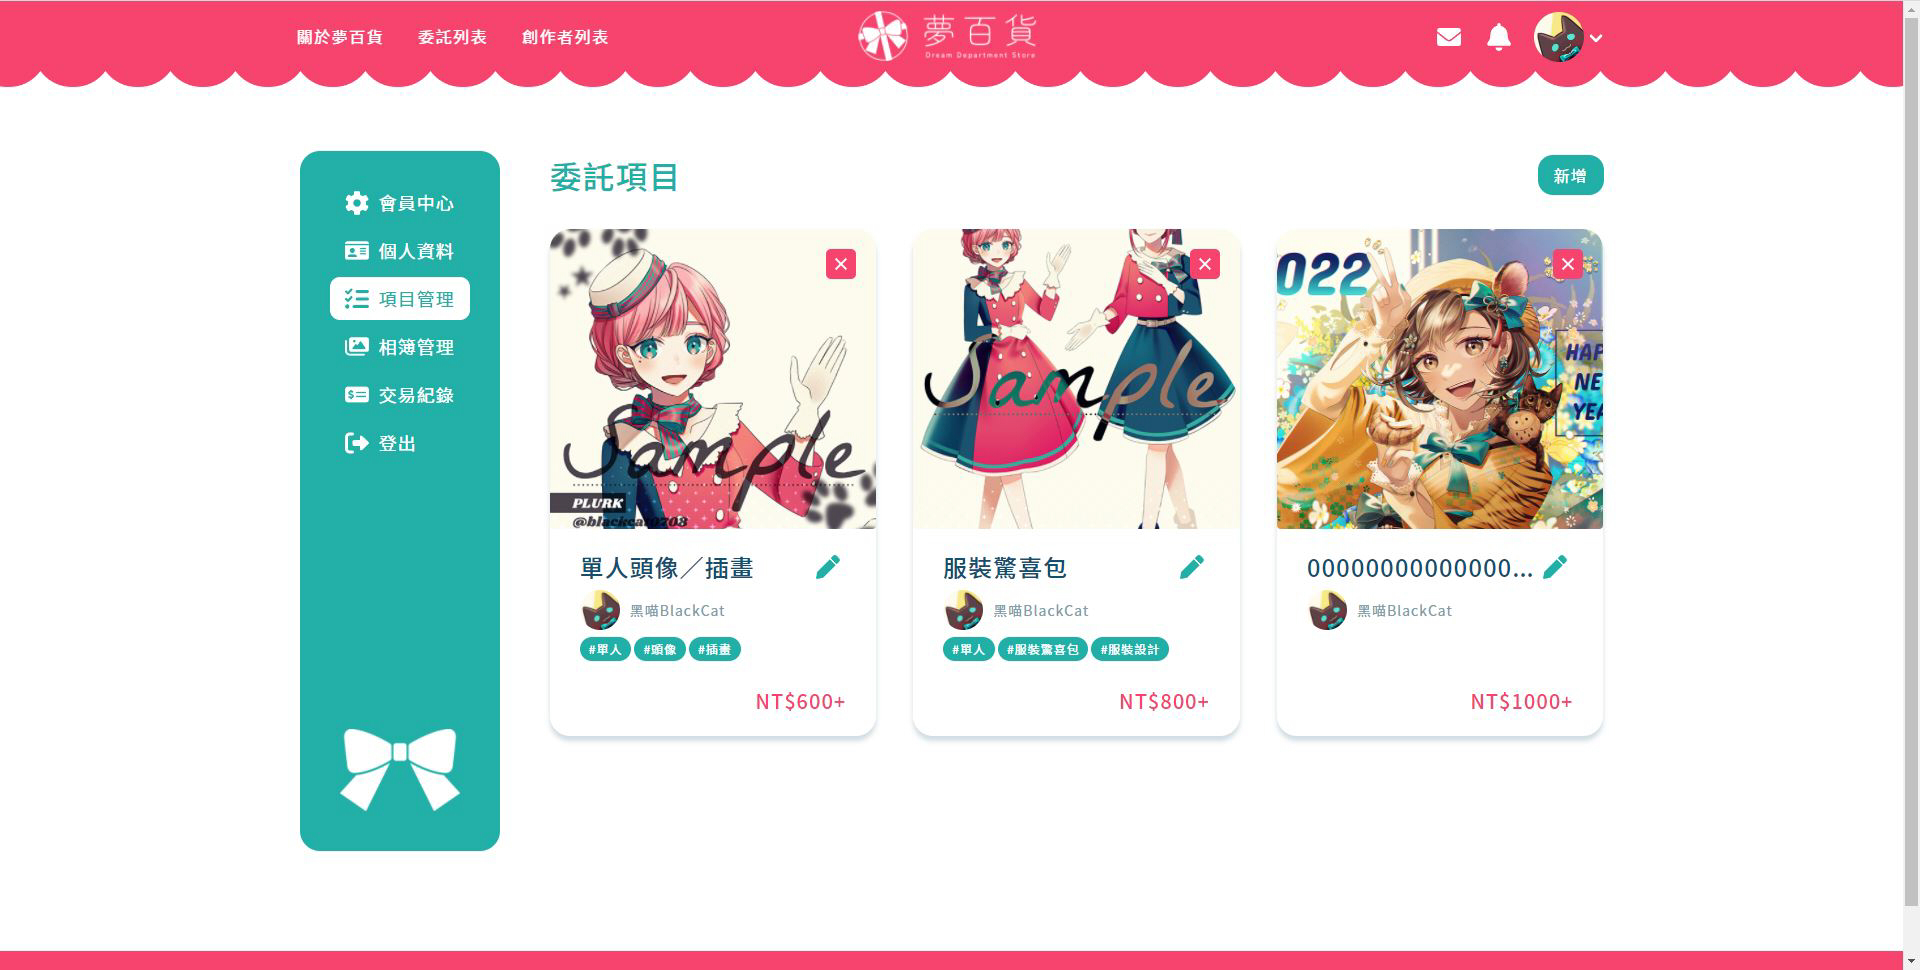 關於夢百貨
委託列表
創作者列表
夢百貨
Dream Department Store
會員中心
個人資料
項目管理
相簿管理
交易紀錄
登出
委託項目
新增
Sample
PLURK
@blackcat0208
單人頭像／插畫
黑喵BlackCat
#單人 #頭像 #插畫
NT$600+
Sample
服裝驚喜包
黑喵BlackCat
#單人 #服裝驚喜包 #服裝設計
NT$800+
022
HAP
NE
YEA
00000000000000...
黑喵BlackCat
NT$1000+